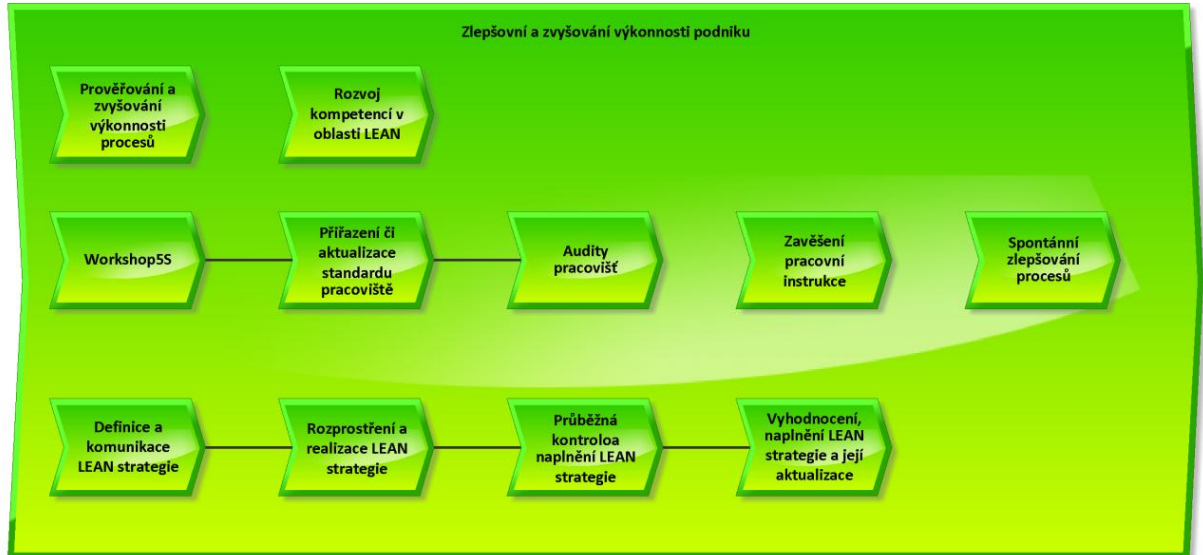 Zlepšovní a zvyšování výkonnosti podniku
Prověřování a
zvyšování
výkonnosti
procesů
Rozvoj
kompetencí v
oblasti LEAN
Workshop5S
Přiřazení či
aktualizace
standardu
pracoviště
Audity
pracovišť
Zavěšení
pracovní
instrukce
Spontánní
zlepšování
procesů
Definice a
komunikace
LEAN strategie
Rozprostření a
realizace LEAN
strategie
Průběžná
kontroloa
naplnění LEAN
strategie
Vyhodnocení,
naplnění LEAN
strategie a její
aktualizace